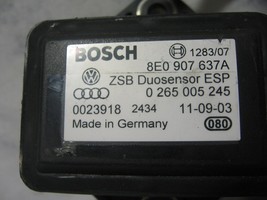 BOSCH 1283/07
8E0 907 637A
ZSB Duosensor ESP
0 265 005 245
0023918 2434 11-09-03
Made in Germany 080